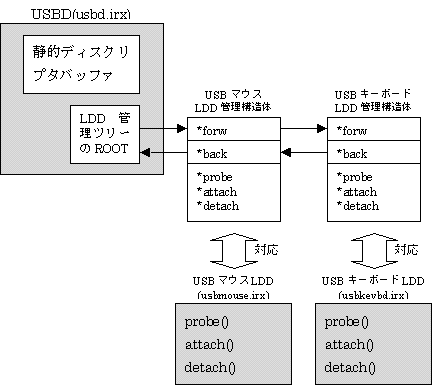 USBD(usbd.irx)
静的ディスクリ
プタバッファ
LDD 管
理ツリー
のROOT
USB マウス
LDD 管理構造体
*forw
*back
*probe
*attach
*detach
USB キーボード
LDD 管理構造体
*forw
*back
*probe
*attach
*detach
対応
対応
USB マウスLDD
(usbmouse.irx)
probe()
attach()
detach()
USB キーボードLDD
(usbkeybd.irx)
probe()
attach()
detach()